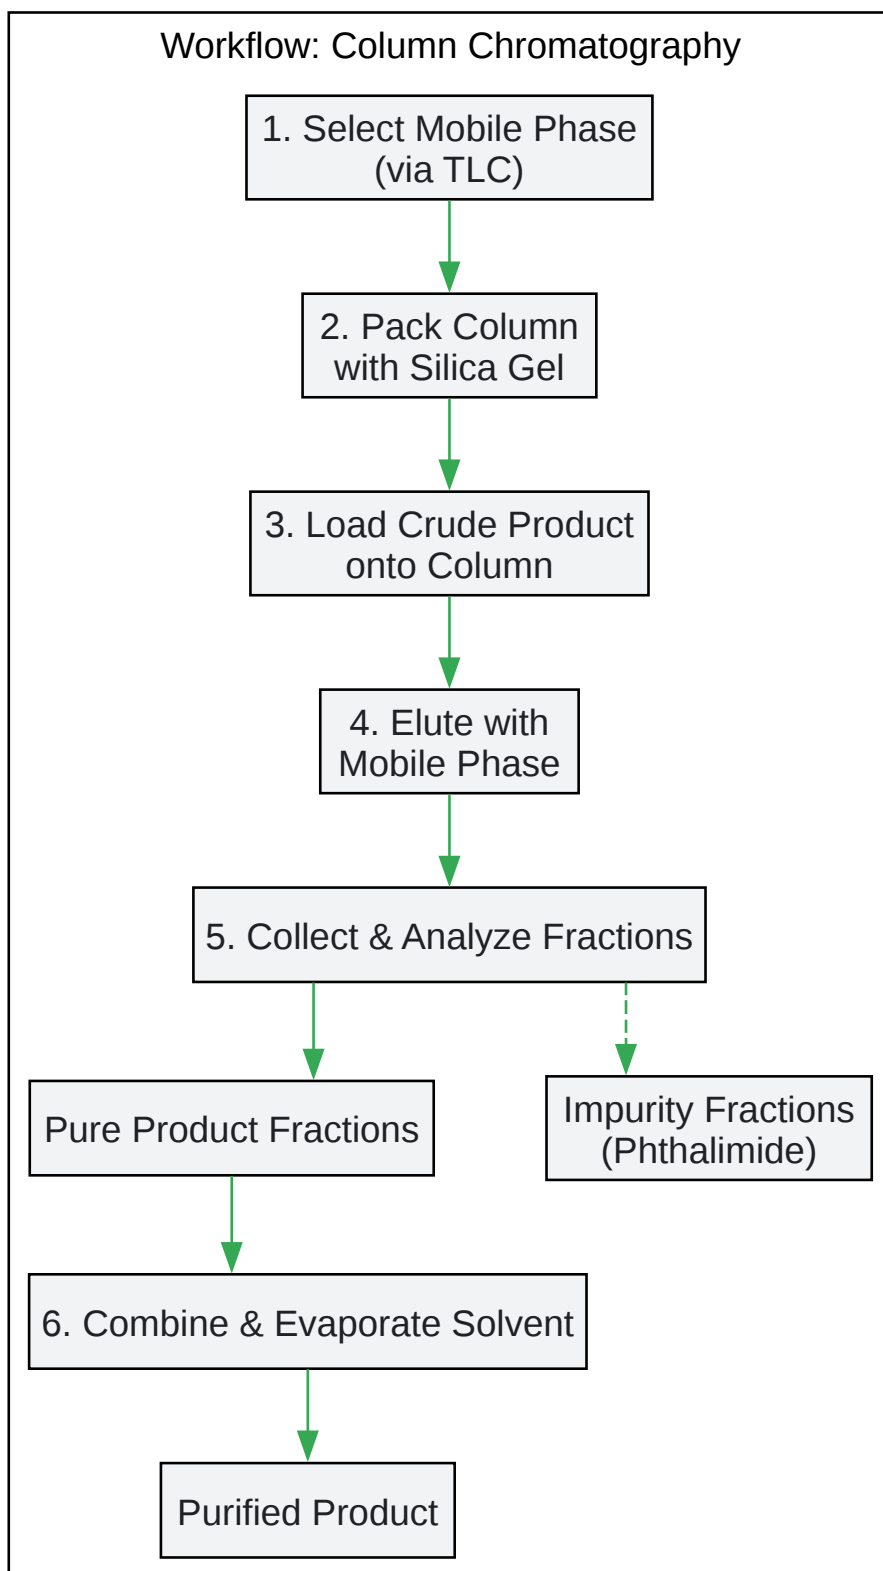 Workflow: Column Chromatography
1. Select Mobile Phase
(via TLC)
2. Pack Column
with Silica Gel
3. Load Crude Product
onto Column
4. Elute with
Mobile Phase
5. Collect & Analyze Fractions
Pure Product Fractions
Impurity Fractions
(Phthalimide)
6. Combine & Evaporate Solvent
Purified Product